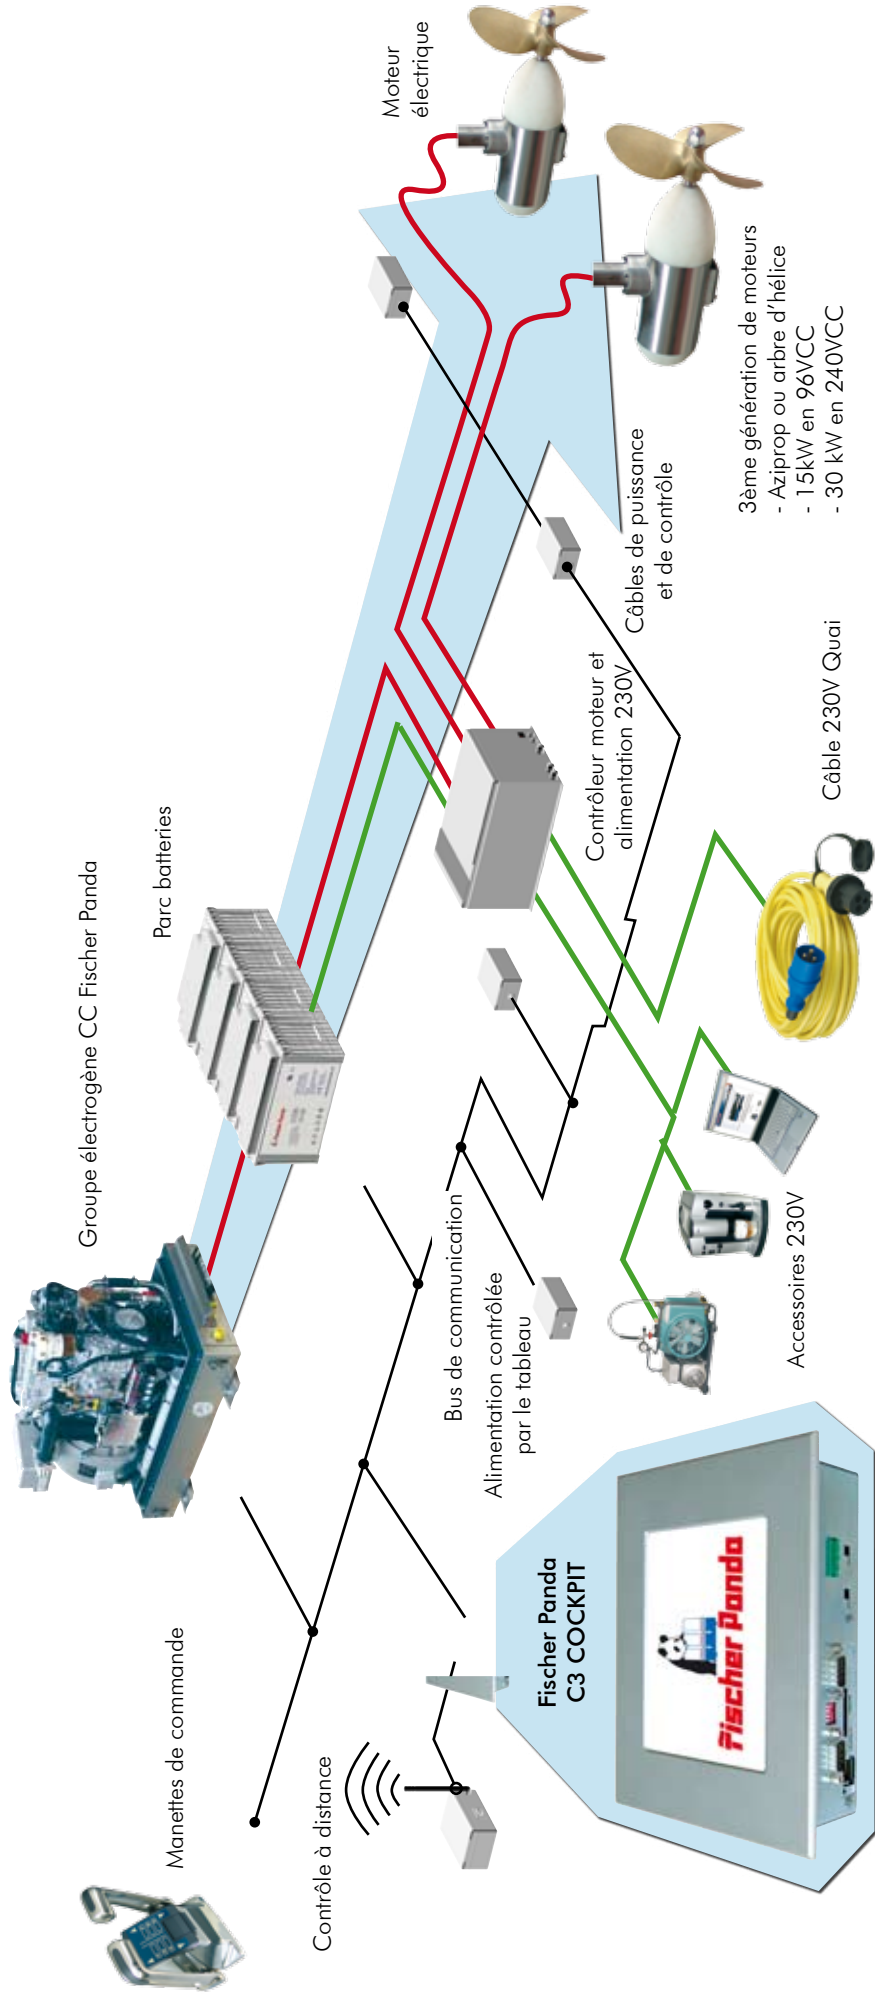 Groupe électrogène CC Fischer Panda
Parc batteries
Moteur
électrique
Manettes de commande
Contrôle à distance
Bus de communication
Alimentation contrôlée
par le tableau
Contrôleur moteur et
alimentation 230V
Câbles de puissance
et de contrôle
3ème génération de moteurs
- Aziprop ou arbre d'hélice
- 15kW en 96VCC
- 30 kW en 240VCC
Fischer Panda
C3 COCKPIT
Fischer Panda
Accessoires 230V
Câble 230V Quai